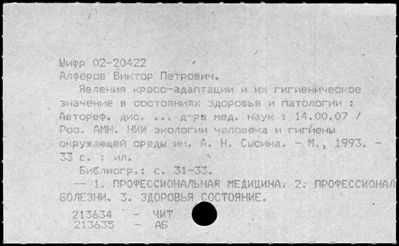 Шифр 02-20422
Алферов Виктор Петрович.
Явления кросс-адаптации и их гигиеническое
значение в состояниях здоровья и патологии :
Автореф. дис. ... д-ра мед. наук : 14.00.07 /
Рос. АМН. НИИ экологии человека и гигиены
окружающей среды им. А. Н. Сысина. - М., 1993. -
33 с. : ил.
Библиогр.: с. 31-33.
-- 1. ПРОФЕССИОНАЛЬНАЯ МЕДИЦИНА. 2. ПРОФЕССИОНАЛ
БОЛЕЗНИ. 3. ЗДОРОВЬЯ СОСТОЯНИЕ.
213634 - ЧИТ
213635 - АБ